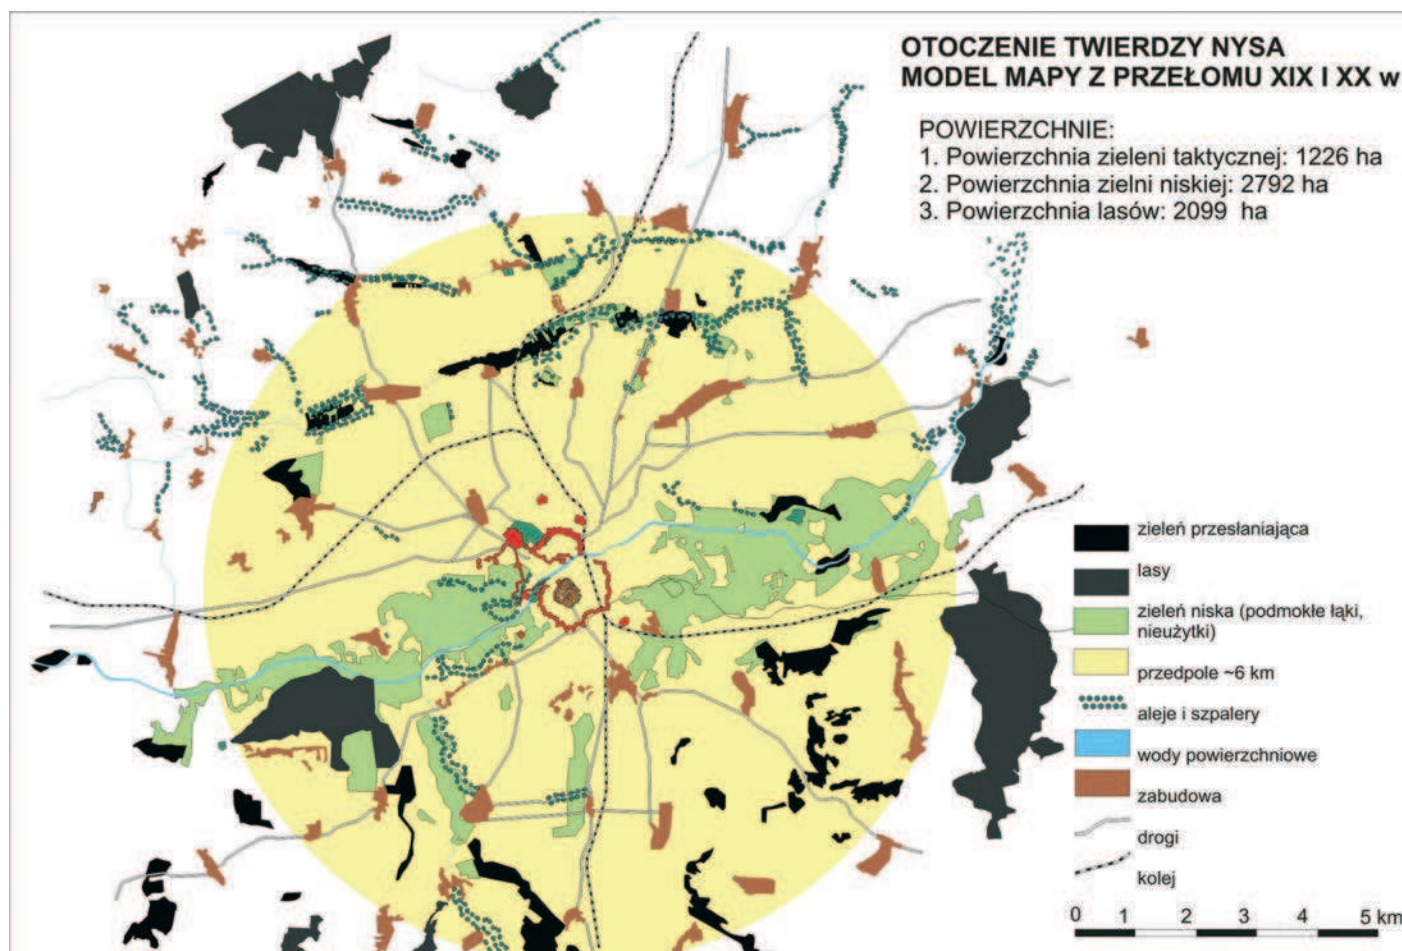 OTOCZENIE TWIERDZY NYSA
MODEL MAPY Z PRZEŁOMU XIX I XX w
POWIERZCHNIE:
1. Powierzchnia zieleni taktycznej: 1226 ha
2. Powierzchnia zielni niskiej: 2792 ha
3. Powierzchnia lasów: 2099 ha
zieleń przesłaniająca
lasy
zieleń niska (podmokłe łąki,
nieużytki)
przedpole ~6 km
aleje i szpalery
wody powierzchniowe
zabudowa
drogi
kolej
0 1 2 3 4 5 km